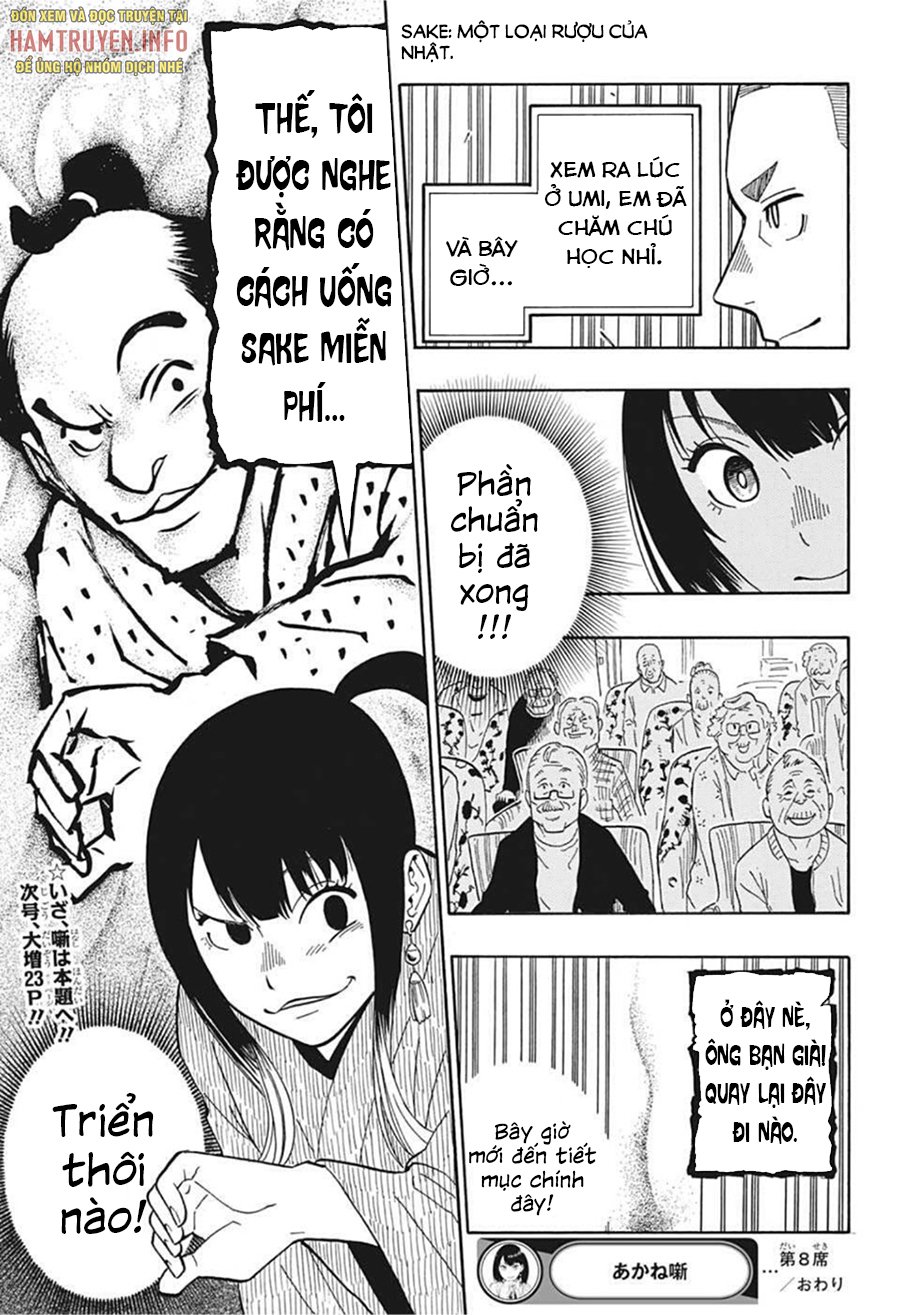 ĐÓN XEM VÀ ĐỌC TRUYỆN TẠI
HAMTRUYEN.INFO
ĐỂ ỦNG HỘ NHÓM DỊCH NHÉ
SAKE: MỘT LOẠI RƯỢU CỦA
NHẬT.
XEM RA LÚC
Ở UMI, EM ĐÃ
CHĂM CHÚ
HỌC NHỈ.
VÀ BÂY
GIỜ...
Phần
chuẩn
bị đã
xong
!!!
Ở ĐÂY NÈ,
ÔNG BẠN GIÀ!
QUAY LẠI ĐÂY
ĐI NÀO.
Bây giờ
mới đến tiết
mục chính
đây!
THẾ, TÔI
ĐƯỢC NGHE
RẰNG CÓ
CÁCH UỐNG
SAKE MIỄN
PHÍ...
Triển
thôi
nào!
☆いざ、噺は本題へ!!
次号、大増23P!!
あかね噺
…第8席
/おわり